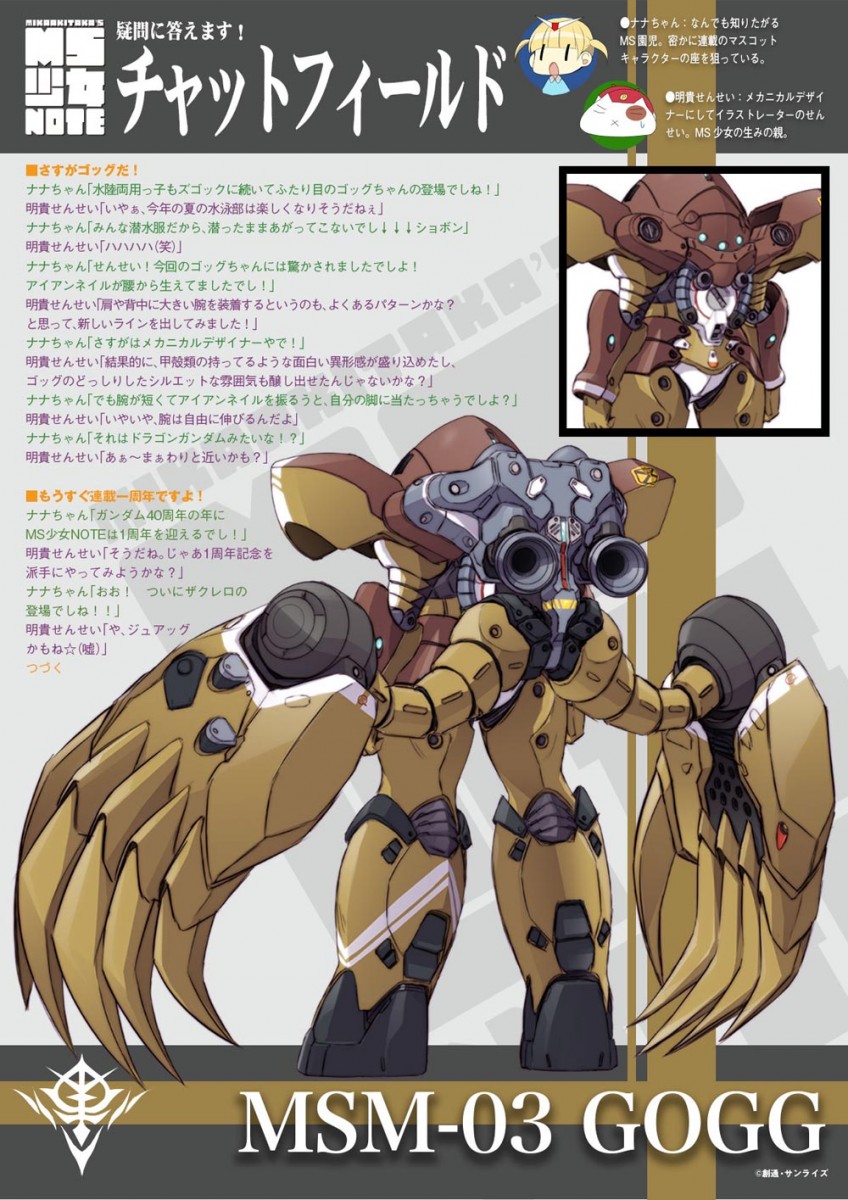 MIKAAKITAKA'S
MS少女NOTE
疑問に答えます！
チャットフィールド
●ナナちゃん：なんでも知りたがる
MS園児。密かに連載のマスコット
キャラクターの座を狙っている。
●明貴せんせい：メカニカルデザイ
ナーにしてイラストレーターのせん
せい。MS少女の生みの親。
■さすがゴッグだ！
ナナちゃん「水陸両用っ子もズゴックに続いてふたり目のゴッグちゃんの登場でしね！」
明貴せんせい「いやぁ、今年の夏の水泳部は楽しくなりそうだねぇ」
ナナちゃん「みんな潜水服だから、潜ったままあがってこないでし↓↓↓ショボン」
明貴せんせい「ハハハハ（笑）」
ナナちゃん「せんせい！今回のゴッグちゃんには驚かされましたでしよ！
アイアンネイルが腰から生えてましたでし！」
明貴せんせい「肩や背中に大きい腕を装着するというのも、よくあるパターンかな？
と思って、新しいラインを出してみました！」
ナナちゃん「さすがはメカニカルデザイナーやで！」
明貴せんせい「結果的に、甲殻類の持ってるような面白い異形感が盛り込めたし、
ゴッグのどっしりしたシルエットな雰囲気も醸し出せたんじゃないかな？」
ナナちゃん「でも腕が短くてアイアンネイルを振るうと、自分の脚に当たっちゃうでしよ？」
明貴せんせい「いやいや、腕は自由に伸びるんだよ」
ナナちゃん「それはドラゴンガンダムみたいな！？」
明貴せんせい「あぁ〜まぁわりと近いかも？」
■もうすぐ連載一周年ですよ！
ナナちゃん「ガンダム40周年の年に
MS少女NOTEは1周年を迎えるでし！」
明貴せんせい「そうだね。じゃあ1周年記念を
派手にやってみようかな？」
ナナちゃん「おお！　ついにザクレロの
登場でしね！！」
明貴せんせい「や、ジュアッグ
かもね☆（嘘）」
つづく
MSM-03 GOGG
©創通・サンライズ